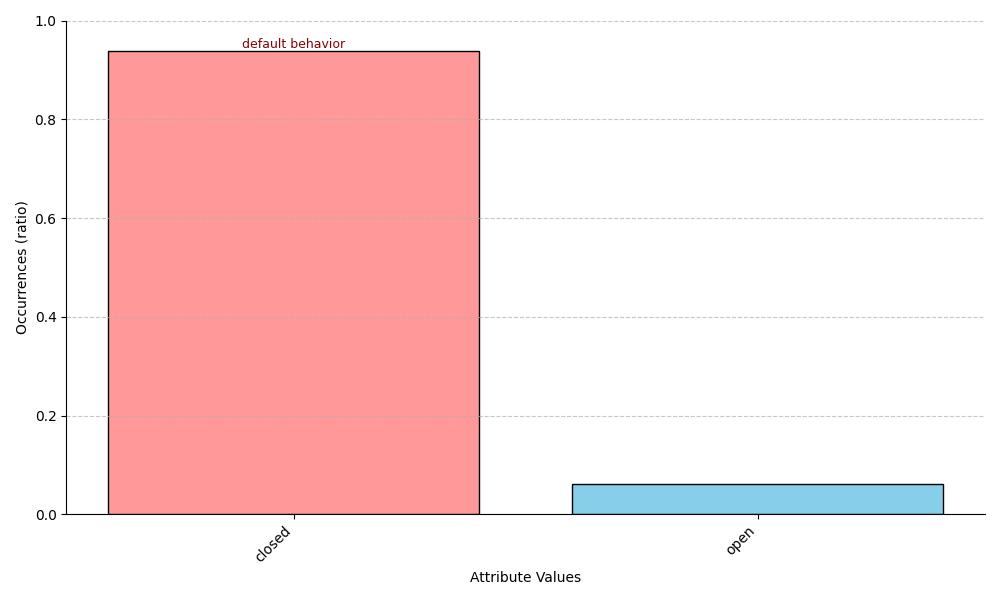 default behavior
1.0
0.8
0.6
0.4
0.2
0.0
Occurrences (ratio)
closed
open
Attribute Values